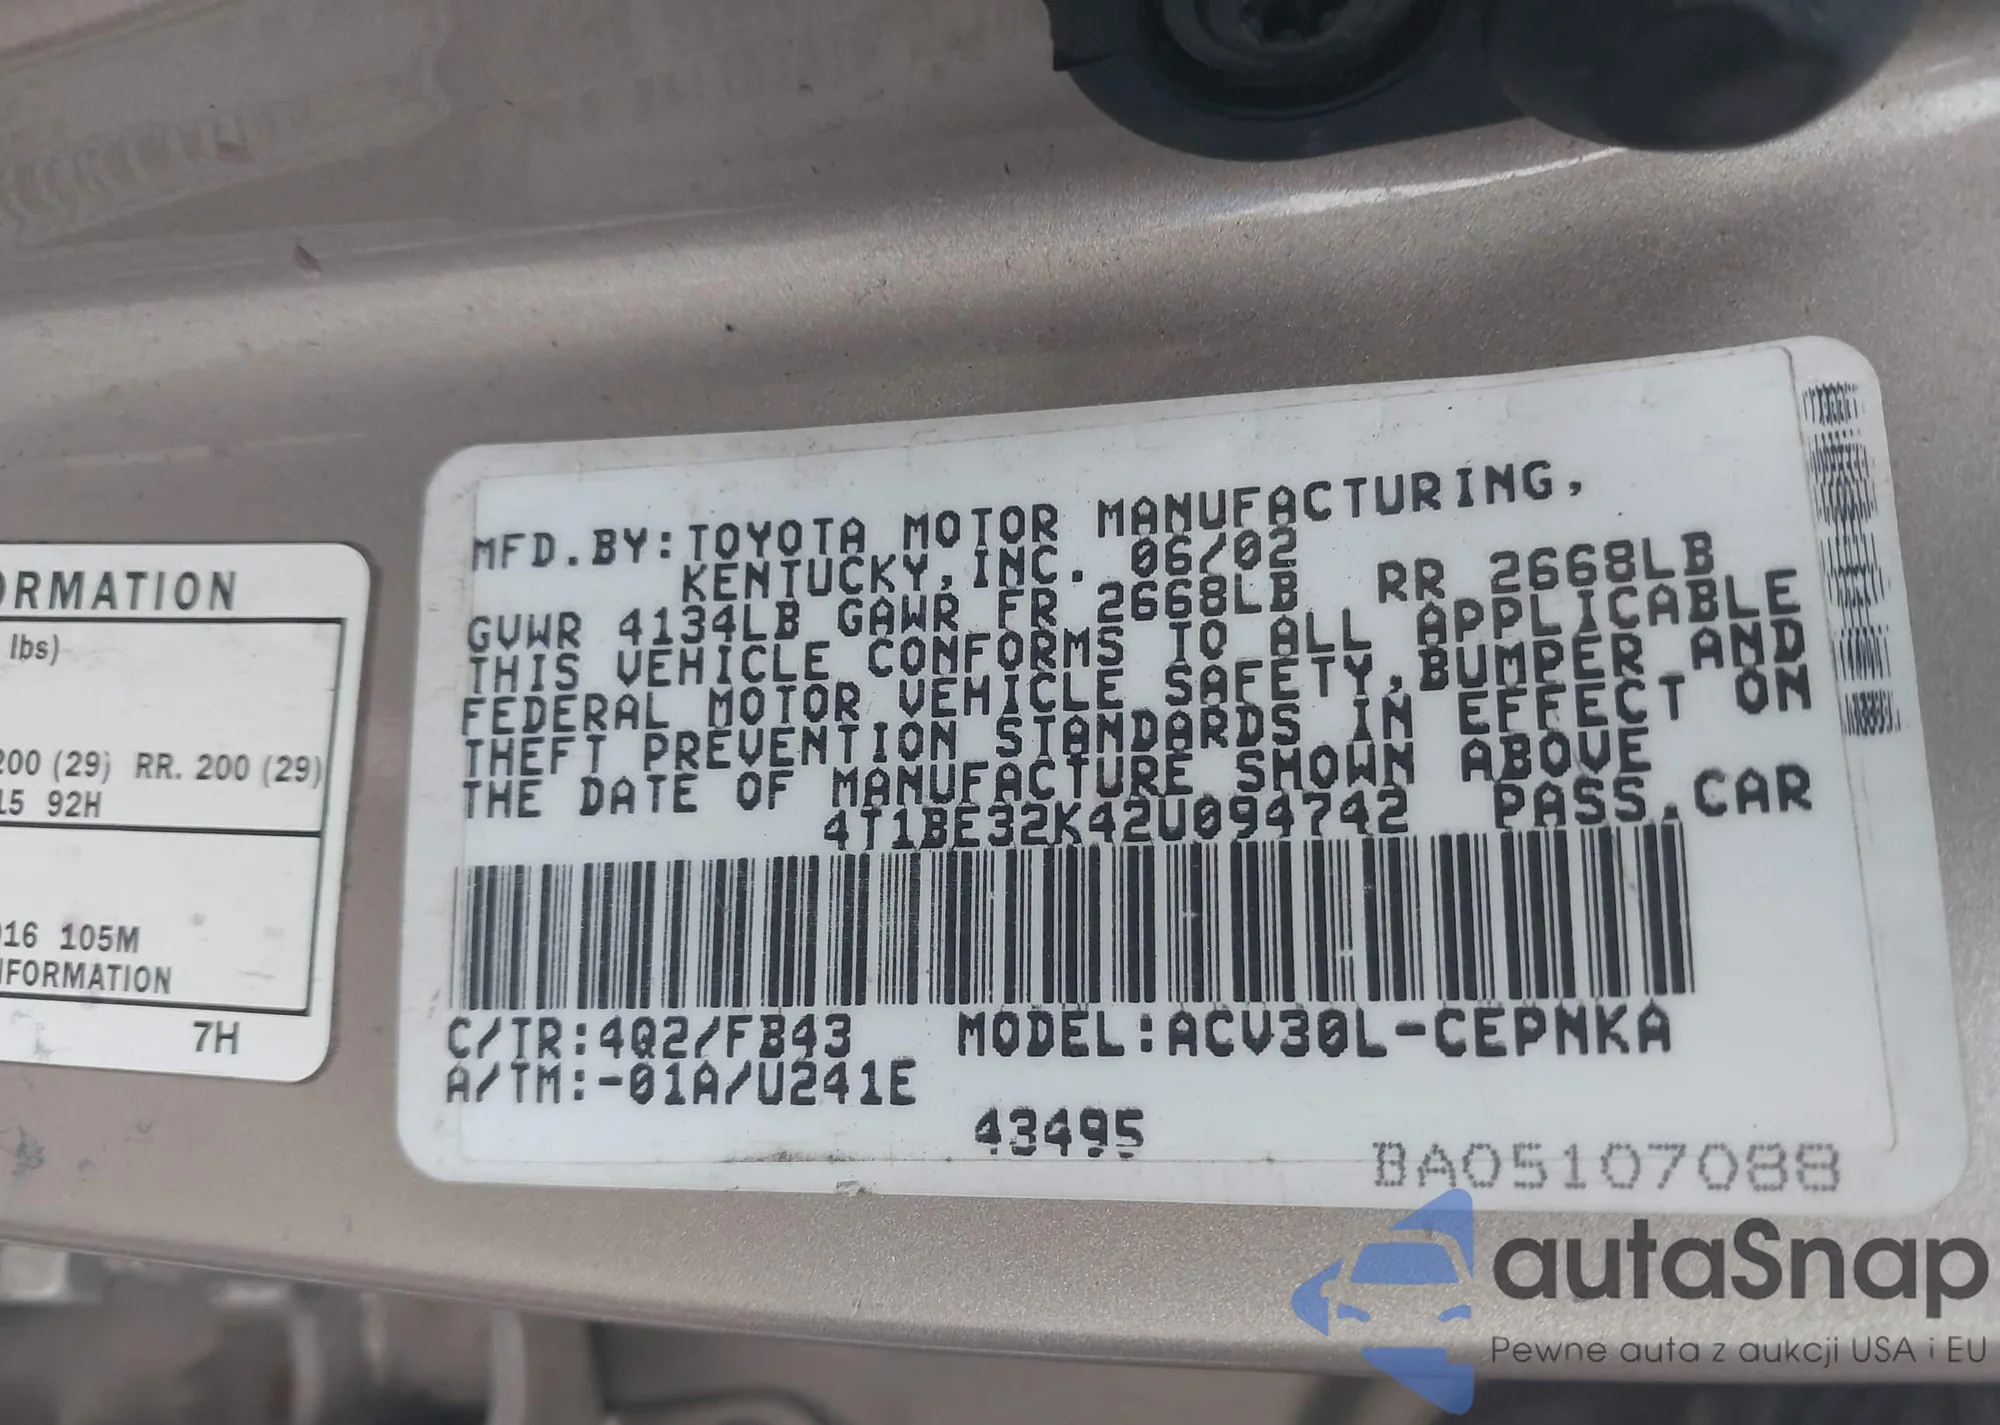 MFD.BY:TOYOTA MOTOR MANUFACTURING,
KENTUCKY,INC. 06/02
GVWR 4134LB GAWR FR 2668LB RR 2668LB
THIS VEHICLE CONFORMS TO ALL APPLICABLE
FEDERAL MOTOR VEHICLE SAFETY,BUMPER AND
THEFT PREVENTION STANDARDS IN EFFECT ON
THE DATE OF MANUFACTURE SHOWN ABOVE
4T1BE32K42U094742 PASS.CAR
C/TR:4Q2/FB43 MODEL:ACV30L-CEPNKA
A/TM:-01A/U241E
43495
BA05107088
ORMATION
lbs)
200 (29) RR. 200 (29)
15 92H
016 105M
NFORMATION
7H
autaSnap
Pewne auta z aukcji USA i EU